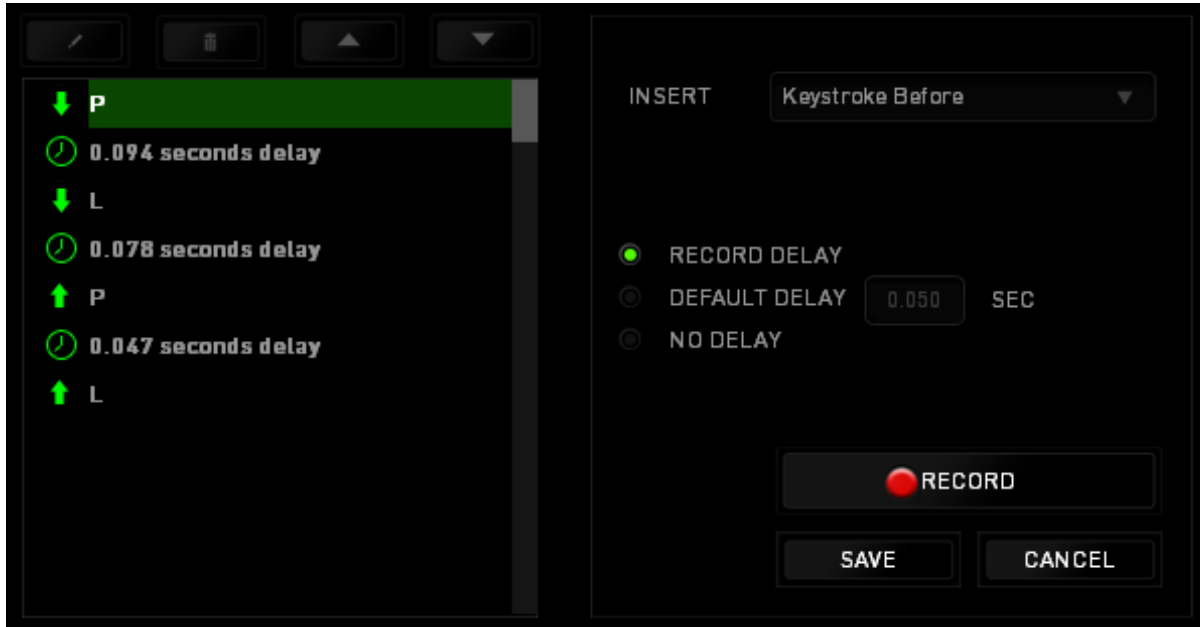 P
0.094 seconds delay
L
0.078 seconds delay
P
0.047 seconds delay
L
INSERT Keystroke Before
RECORD DELAY
DEFAULT DELAY 0.050 SEC
NO DELAY
RECORD
SAVE CANCEL